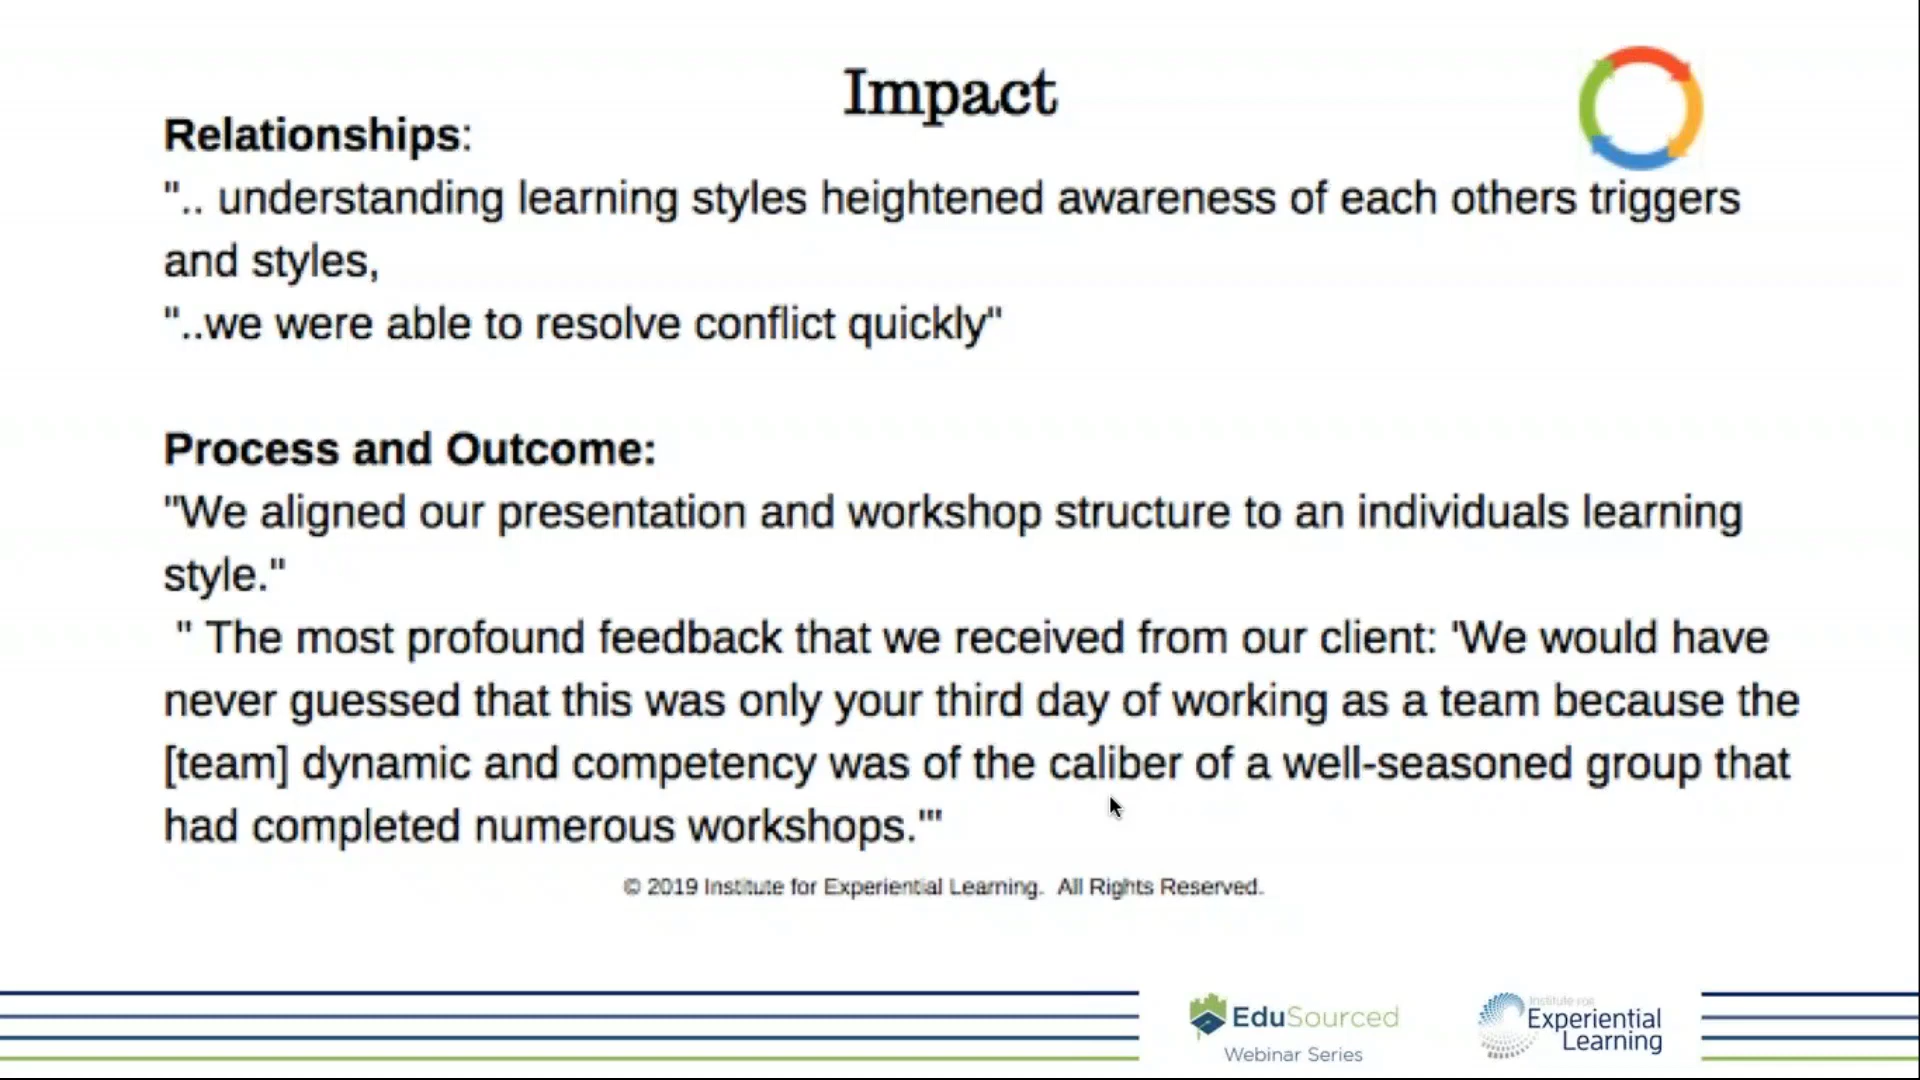 Impact
Relationships:
".. understanding learning styles heightened awareness of each others triggers
and styles,
"..we were able to resolve conflict quickly"
Process and Outcome:
"We aligned our presentation and workshop structure to an individuals learning
style."
" The most profound feedback that we received from our client: 'We would have
never guessed that this was only your third day of working as a team because the
[team] dynamic and competency was of the caliber of a well-seasoned group that
had completed numerous workshops.'"
© 2019 Institute for Experiential Learning. All Rights Reserved.
EduSourced
Webinar Series
Institute for
Experiential
Learning